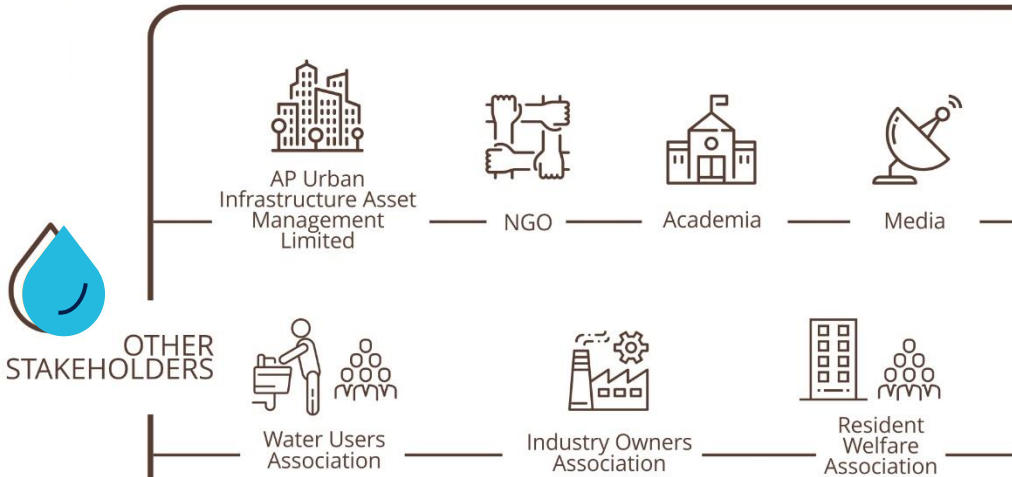 AP Urban
Infrastructure Asset
Management
Limited
NGO
Academia
Media
OTHER
STAKEHOLDERS
Water Users
Association
Industry Owners
Association
Resident
Welfare
Association